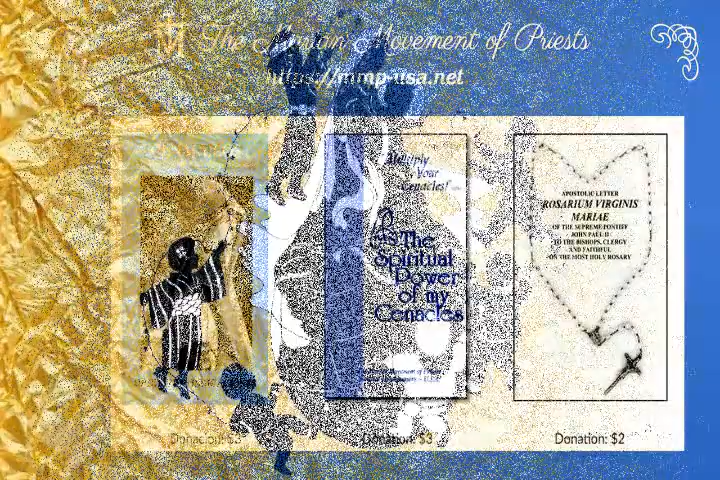 The Marian Movement of Priests
https://mmp-usa.net
Multiply
Your
Cenacles!
The
Spiritual
Power
of my
Cenacles
APOSTOLIC LETTER
ROSARIUM VIRGINIS
MARIAE
OF THE SUPREME PONTIFF
JOHN PAUL II
TO THE BISHOPS, CLERGY
AND FAITHFUL
ON THE MOST HOLY ROSARY
Donation: $3
Donation: $3
Donation: $2